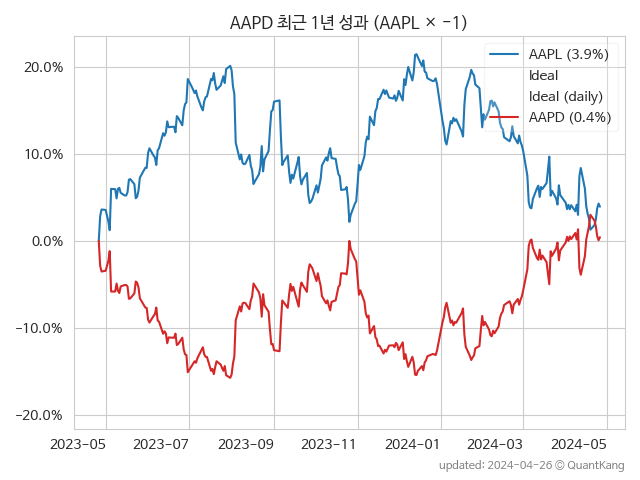 AAPD 최근 1년 성과 (AAPL × −1)
AAPL (3.9%)
Ideal
Ideal (daily)
AAPD (0.4%)
20.0%
10.0%
0.0%
−10.0%
−20.0%
2023-05 2023-07 2023-09 2023-11 2024-01 2024-03 2024-05
updated: 2024-04-26 © QuantKang